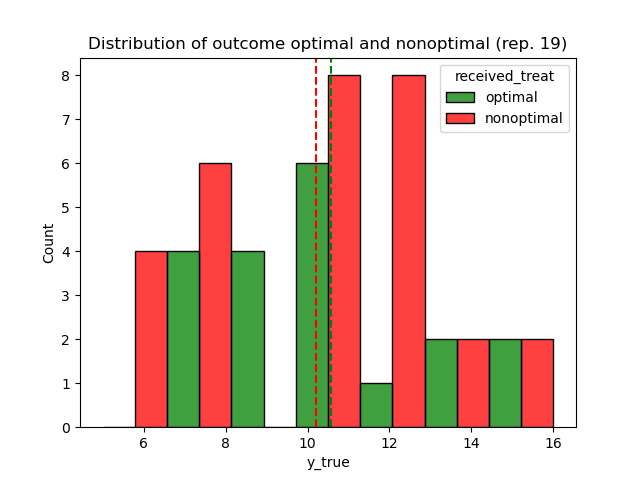 Distribution of outcome optimal and nonoptimal (rep. 19)
received_treat
optimal
nonoptimal
Count
8
7
6
5
4
3
2
1
0
6 8 10 12 14 16
y_true